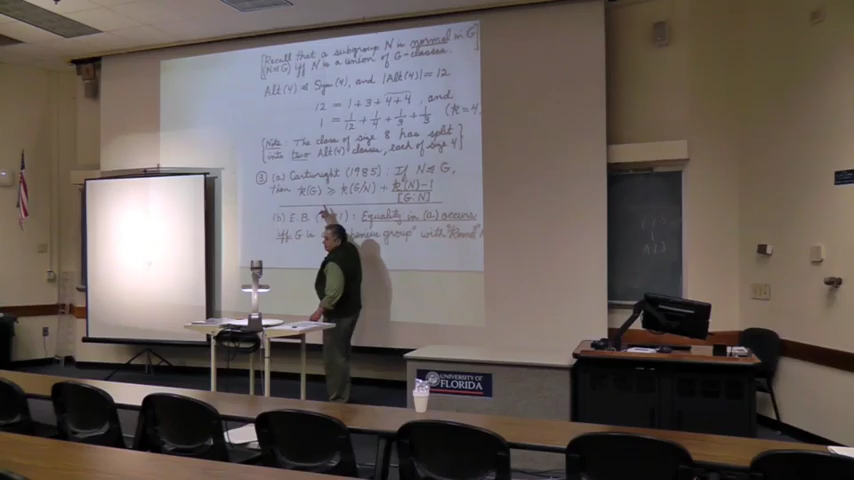 [Recall that a subgroup N is normal in G]
[(N⊲G) iff N is a union of G-classes.
Alt(4) ⊲ Sym(4), and |Alt(4)| = 12
12 = 1 + 3 + 4+4, and
1 = 1/12 + 1/4 + 1/3 + 1/3 (k=4,
[Note: The class of size 8 has split
into two Alt(4) classes, each of size 4]
③ (a) Cartwright (1985): If N⊲G,
then k(G) ≥ k(G/N) + k(N)-1/[G:N]
(b) E.B. : Equality in (a) occurs
iff G is group" with
UNIVERSITY of
FLORIDA